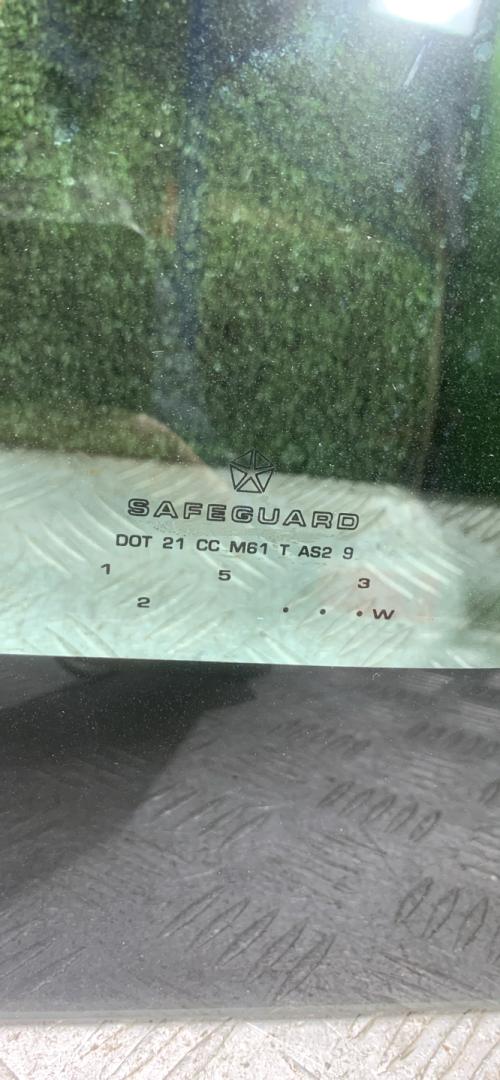 SAFEGUARD
DOT 21 CC M61 T AS2 9
1 5 3
2 . . . W